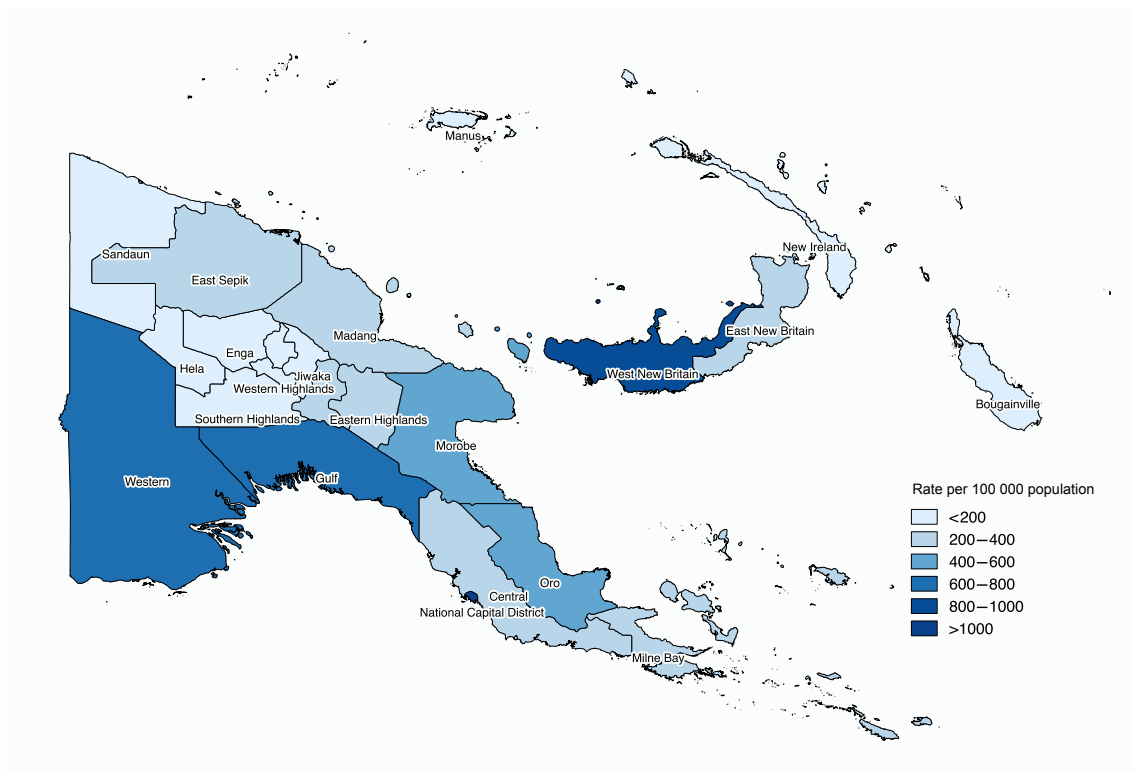 Manus
New Ireland
Sandaun
East Sepik
Madang
East New Britain
Enga
Hela
Jiwaka
Western Highlands
West New Britain
Bougainville
Southern Highlands
Eastern Highlands
Morobe
Western
Gulf
Rate per 100 000 population
<200
200−400
400−600
600−800
800−1000
>1000
Oro
Central
National Capital District
Milne Bay